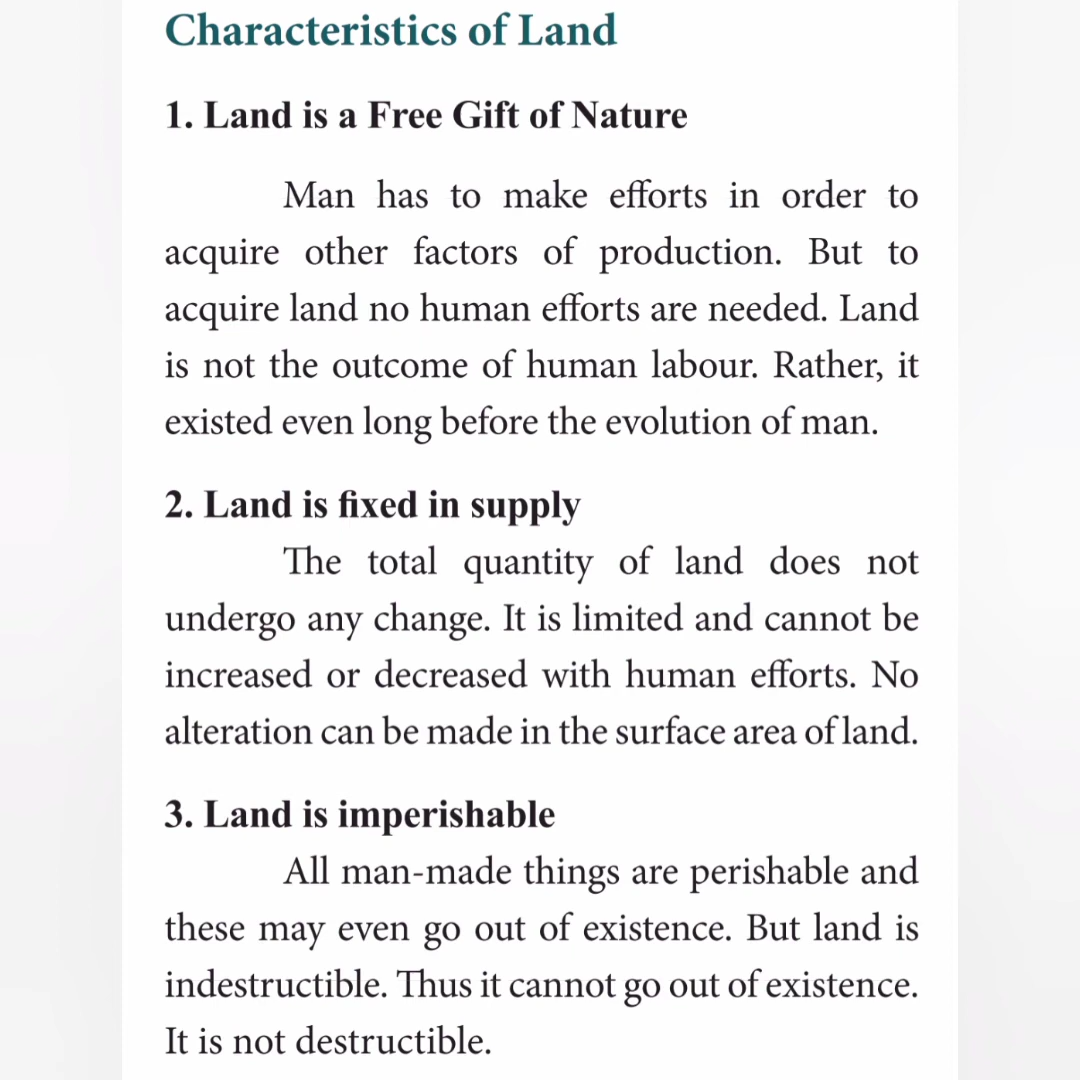 Characteristics of Land
1. Land is a Free Gift of Nature
Man has to make efforts in order to
acquire other factors of production. But to
acquire land no human efforts are needed. Land
is not the outcome of human labour. Rather, it
existed even long before the evolution of man.
2. Land is fixed in supply
The total quantity of land does not
undergo any change. It is limited and cannot be
increased or decreased with human efforts. No
alteration can be made in the surface area of land.
3. Land is imperishable
All man-made things are perishable and
these may even go out of existence. But land is
indestructible. Thus it cannot go out of existence.
It is not destructible.